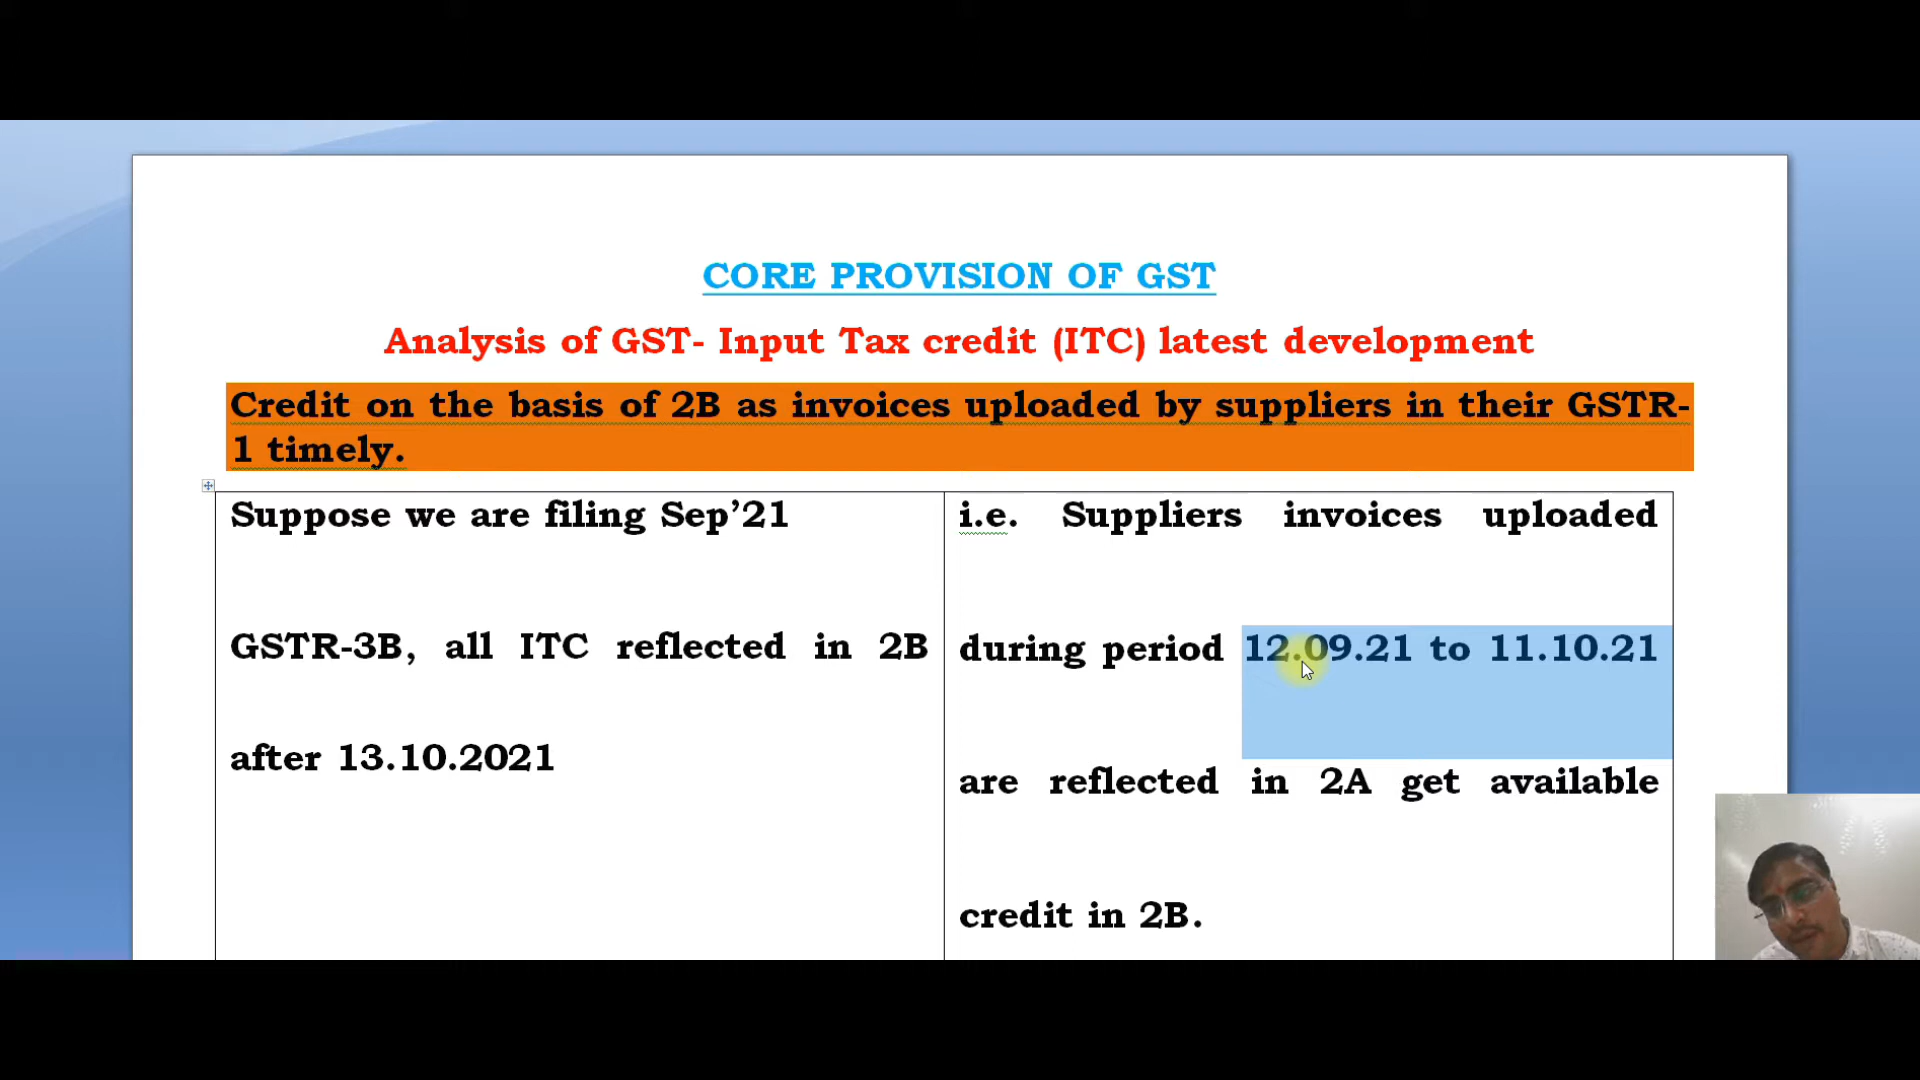 CORE PROVISION OF GST
Analysis of GST- Input Tax credit (ITC) latest development
Credit on the basis of 2B as invoices uploaded by suppliers in their GSTR-
1 timely.
Suppose we are filing Sep’21
GSTR-3B, all ITC reflected in 2B
after 13.10.2021
i.e. Suppliers invoices uploaded
during period 12.09.21 to 11.10.21
are reflected in 2A get available
credit in 2B.